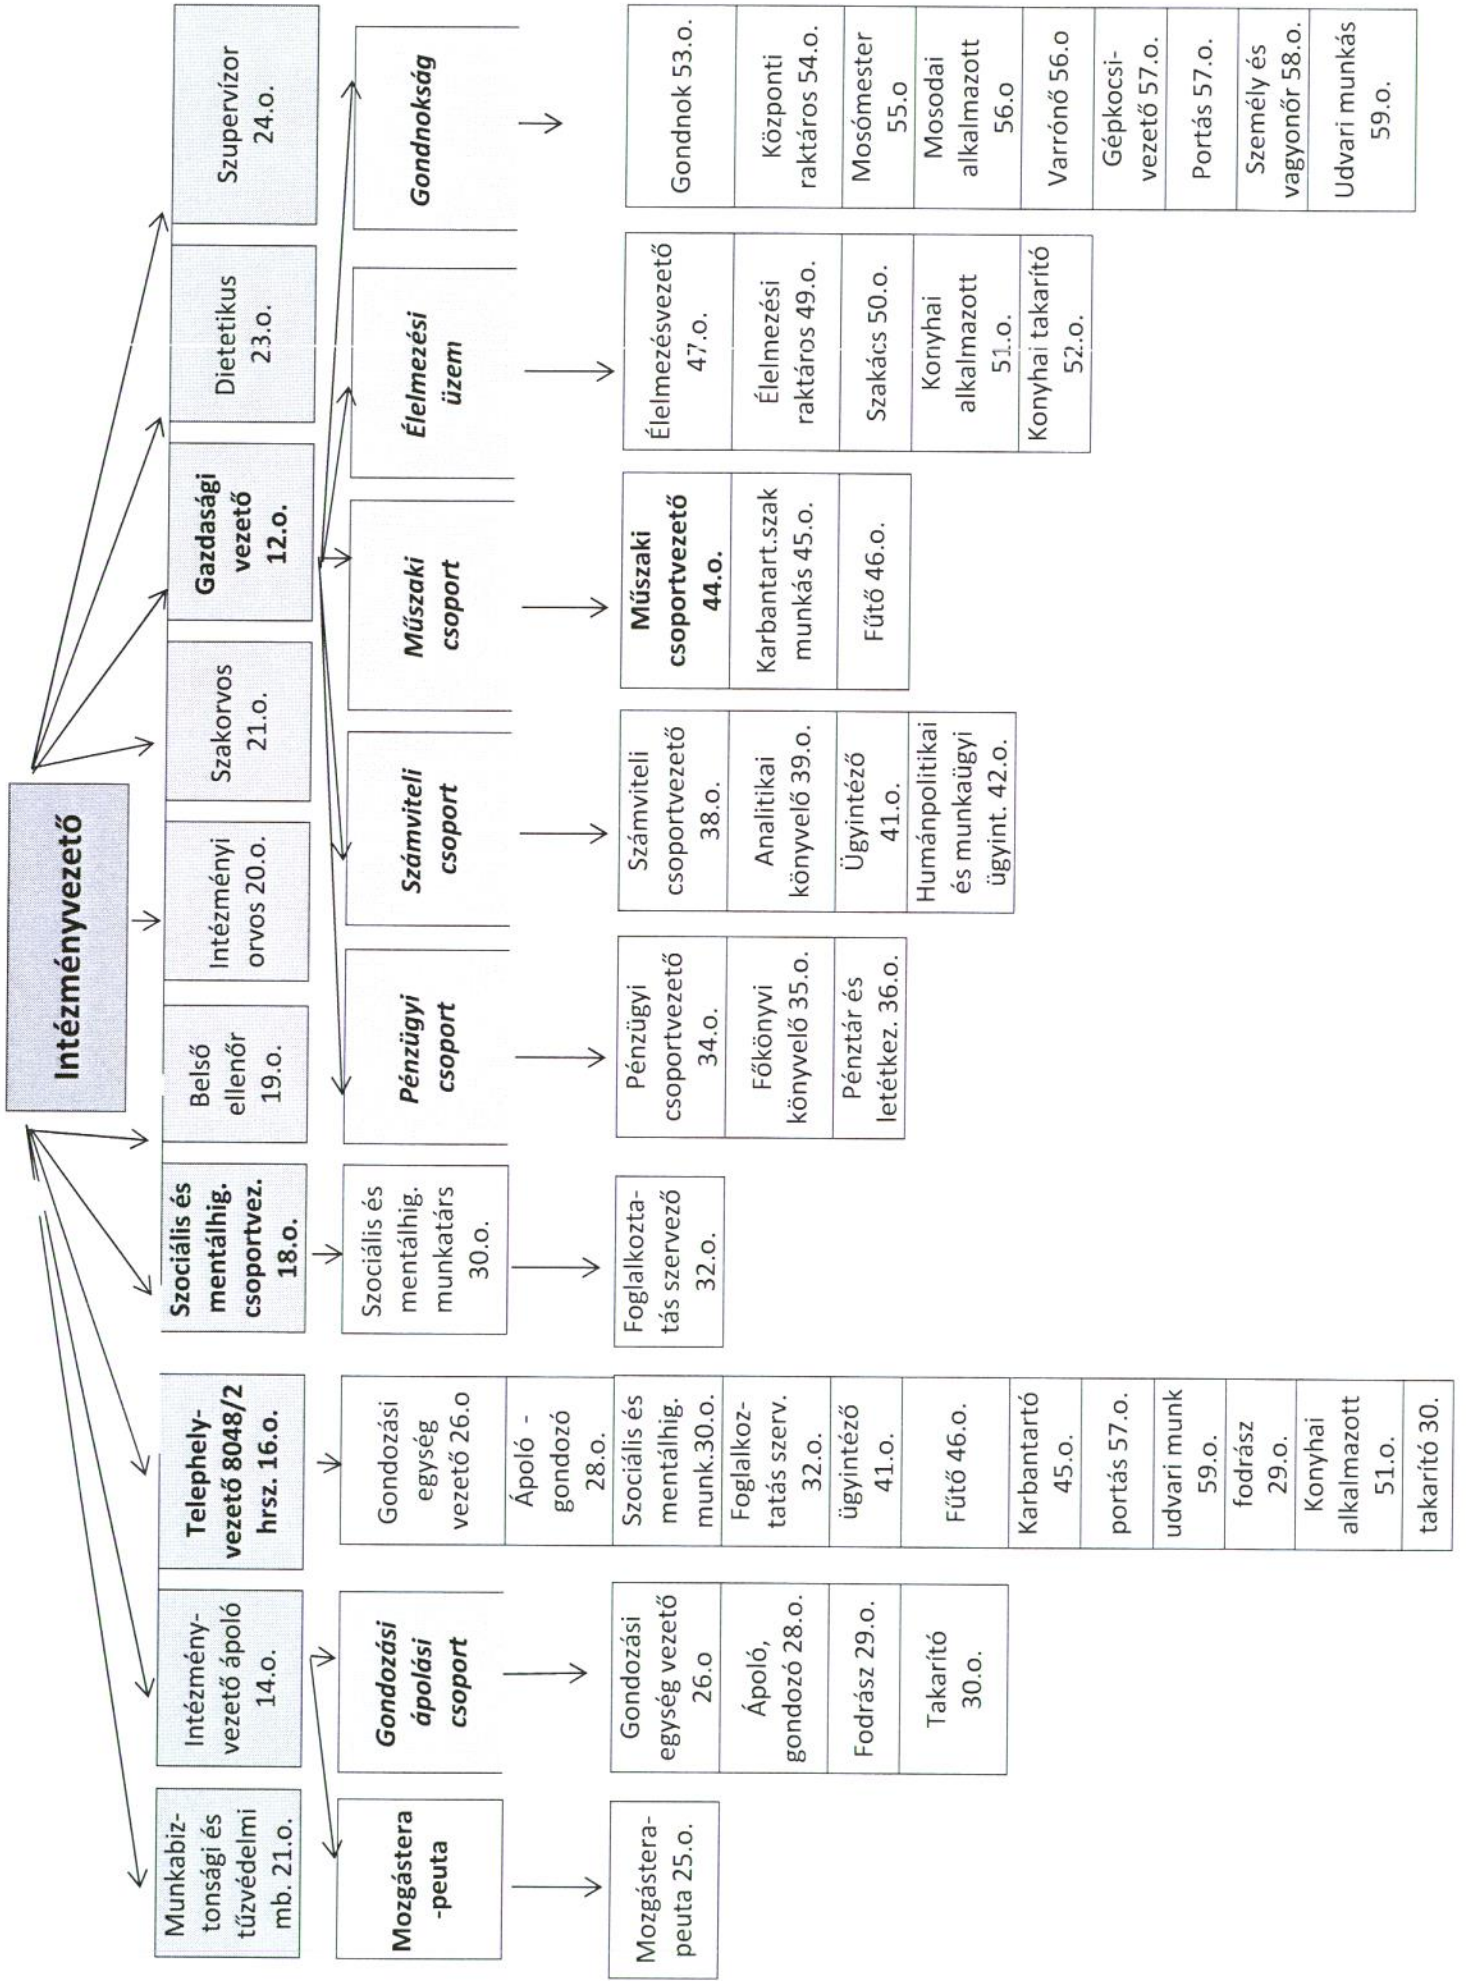 Intézményvezető
Munkabiz-
tonsági és
tűzvédelmi
mb. 21.o.
Intézmény-
vezető ápoló
14.o.
Telephely-
vezető 8048/2
hrsz. 16.o.
Szociális és
mentálhig.
csoportvez.
18.o.
Belső
ellenőr
19.o.
Intézményi
orvos 20.o.
Szakorvos
21.o.
Gazdasági
vezető
12.o.
Dietetikus
23.o.
Szupervízor
24.o.
Mozgástera
-peuta
Gondozási
ápolási
csoport
Gondozási
egység
vezető 26.o
Ápoló -
gondozó
28.o.
Szociális és
mentálhig.
munk.30.o.
Foglalkoz-
tatás szerv.
32.o.
ügyintéző
41.o.
Fűtő 46.o.
Karbantartó
45.o.
portás 57.o.
udvari munk
59.o.
fodrász
29.o.
Konyhai
alkalmazott
51.o.
takarító 30.
Szociális és
mentálhig.
munkatárs
30.o.
Pénzügyi
csoport
Számviteli
csoport
Műszaki
csoport
Élelmezési
üzem
Gondnokság
Mozgástera-
peuta 25.o.
Gondozási
egység vezető
26.o
Ápoló,
gondozó 28.o.
Fodrász 29.o.
Takarító
30.o.
Foglalkozta-
tás szervező
32.o.
Pénzügyi
csoportvezető
34.o.
Főkönyvi
könyvelő 35.o.
Pénztár és
letétkez. 36.o.
Számviteli
csoportvezető
38.o.
Analitikai
könyvelő 39.o.
Ügyintéző
41.o.
Humánpolitikai
és munkaügyi
ügyint. 42.o.
Műszaki
csoportvezető
44.o.
Karbantart.szak
munkás 45.o.
Fűtő 46.o.
Élelmezésvezető
47.o.
Élelmezési
raktáros 49.o.
Szakács 50.o.
Konyhai
alkalmazott
51.o.
Konyhai takarító
52.o.
Gondnok 53.o.
Központi
raktáros 54.o.
Mosómester
55.o
Mosodai
alkalmazott
56.o
Varrónő 56.o
Gépkocsi-
vezető 57.o.
Portás 57.o.
Személy és
vagyonőr 58.o.
Udvari munkás
59.o.